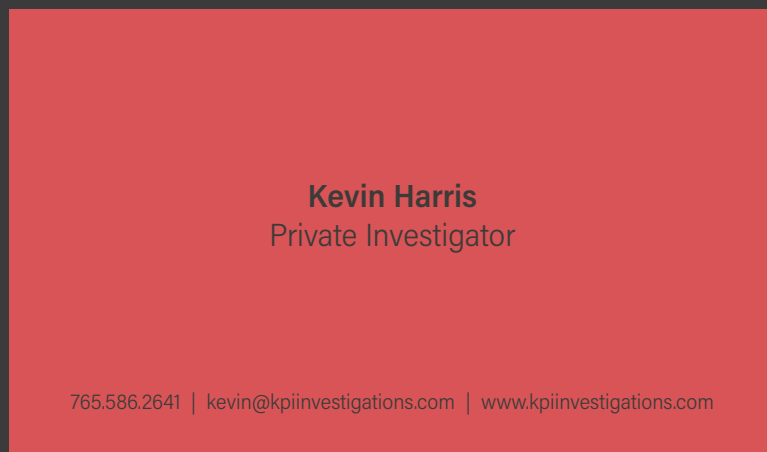 Kevin Harris
Private Investigator
765.586.2641 | kevin@kpiinvestigations.com | www.kpiinvestigations.com